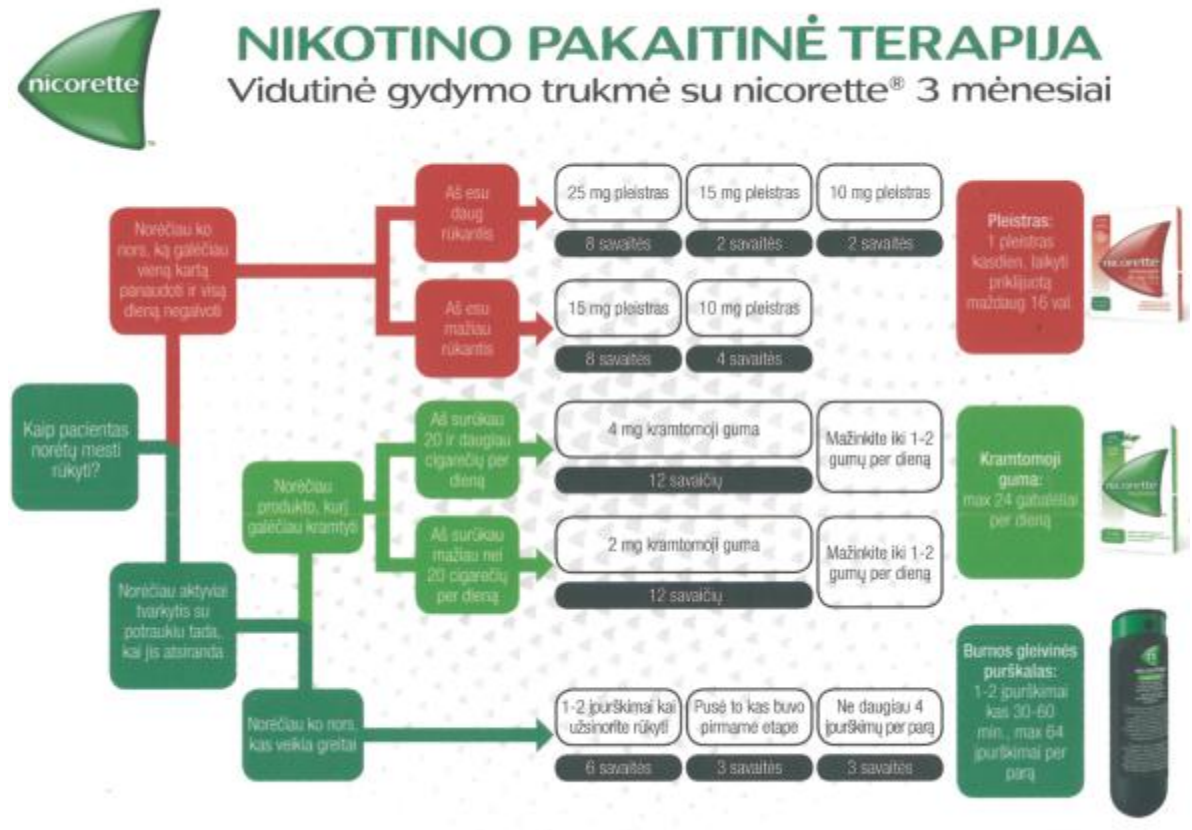 NIKOTINO PAKAITINĖ TERAPIJA
Vidutinė gydymo trukmė su nicorette® 3 mėnesiai
nicorette
Kaip pacientas
norėtų mesti
rūkyti?
Norėčiau ko
nors, ką galėčiau
vieną kartą
panaudoti ir visą
dieną negalvoti
Aš esu
daug
rūkantis
25 mg pleistras
8 savaitės
15 mg pleistras
2 savaitės
10 mg pleistras
2 savaitės
Aš esu
mažiau
rūkantis
15 mg pleistras
8 savaitės
10 mg pleistras
4 savaitės
Pleistras:
1 pleistras
kasdien, laikyti
priklijuotą
maždaug 16 val.
nicorette
Norėčiau aktyviai
tvarkytis su
potraukiu tada,
kai jis atsiranda
Norėčiau
produkto, kurį
galėčiau kramtyti
Aš surūkau
20 ir daugiau
cigarečių per
dieną
4 mg kramtomoji guma
12 savaičių
Mažinkite iki 1-2
gumų per dieną
Aš surūkau
mažiau nei
20 cigarečių
per dieną
2 mg kramtomoji guma
12 savaičių
Mažinkite iki 1-2
gumų per dieną
Kramtomoji
guma:
max 24 gabalėliai
per dieną
nicorette
Norėčiau ko nors,
kas veikia greitai
1-2 įpurškimai kai
užsinorite rūkyti
6 savaitės
Pusė to kas buvo
pirmame etape
3 savaitės
Ne daugiau 4
įpurškimų per parą
3 savaitės
Burnos gleivinės
purškalas:
1-2 įpurškimai
kas 30-60
min., max 64
įpurškimai per
parą